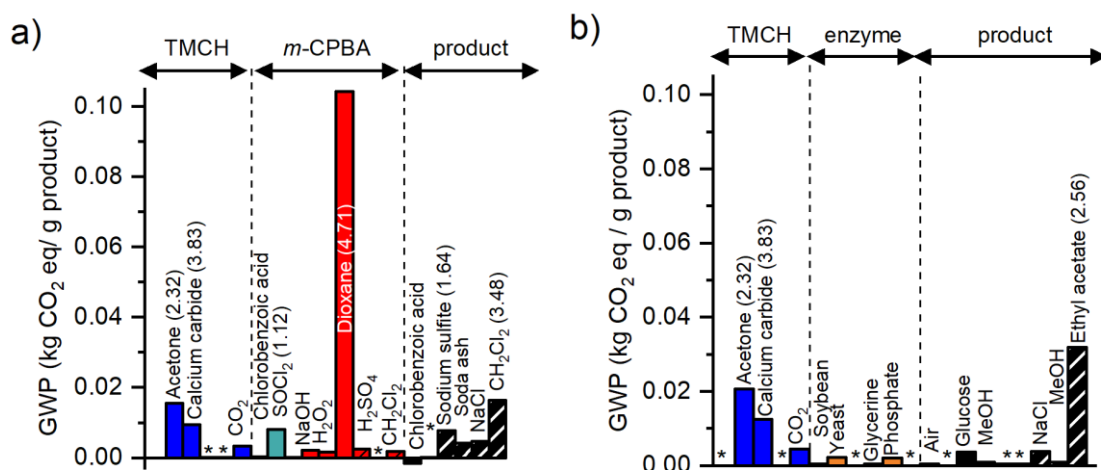 a)
TMCH
m-CPBA
product
GWP (kg CO₂ eq/ g product)
0.10
0.08
0.06
0.04
0.02
0.00
Acetone (2.32)
Calcium carbide (3.83)
*
*
CO₂
Chlorobenzoic acid
SOCl₂ (1.12)
NaOH
H₂O₂
Dioxane (4.71)
H₂SO₄
*
CH₂Cl₂
Chlorobenzoic acid
*
Sodium sulfite (1.64)
Soda ash
NaCl
CH₂Cl₂ (3.48)
b)
TMCH
enzyme
product
GWP (kg CO₂ eq/ g product)
0.10
0.08
0.06
0.04
0.02
0.00
*
Acetone (2.32)
Calcium carbide (3.83)
*
CO₂
Soybean
Yeast
*
Glycerine
Phosphate
*
Air
*
Glucose
MeOH
*
*
NaCl
MeOH
Ethyl acetate (2.56)